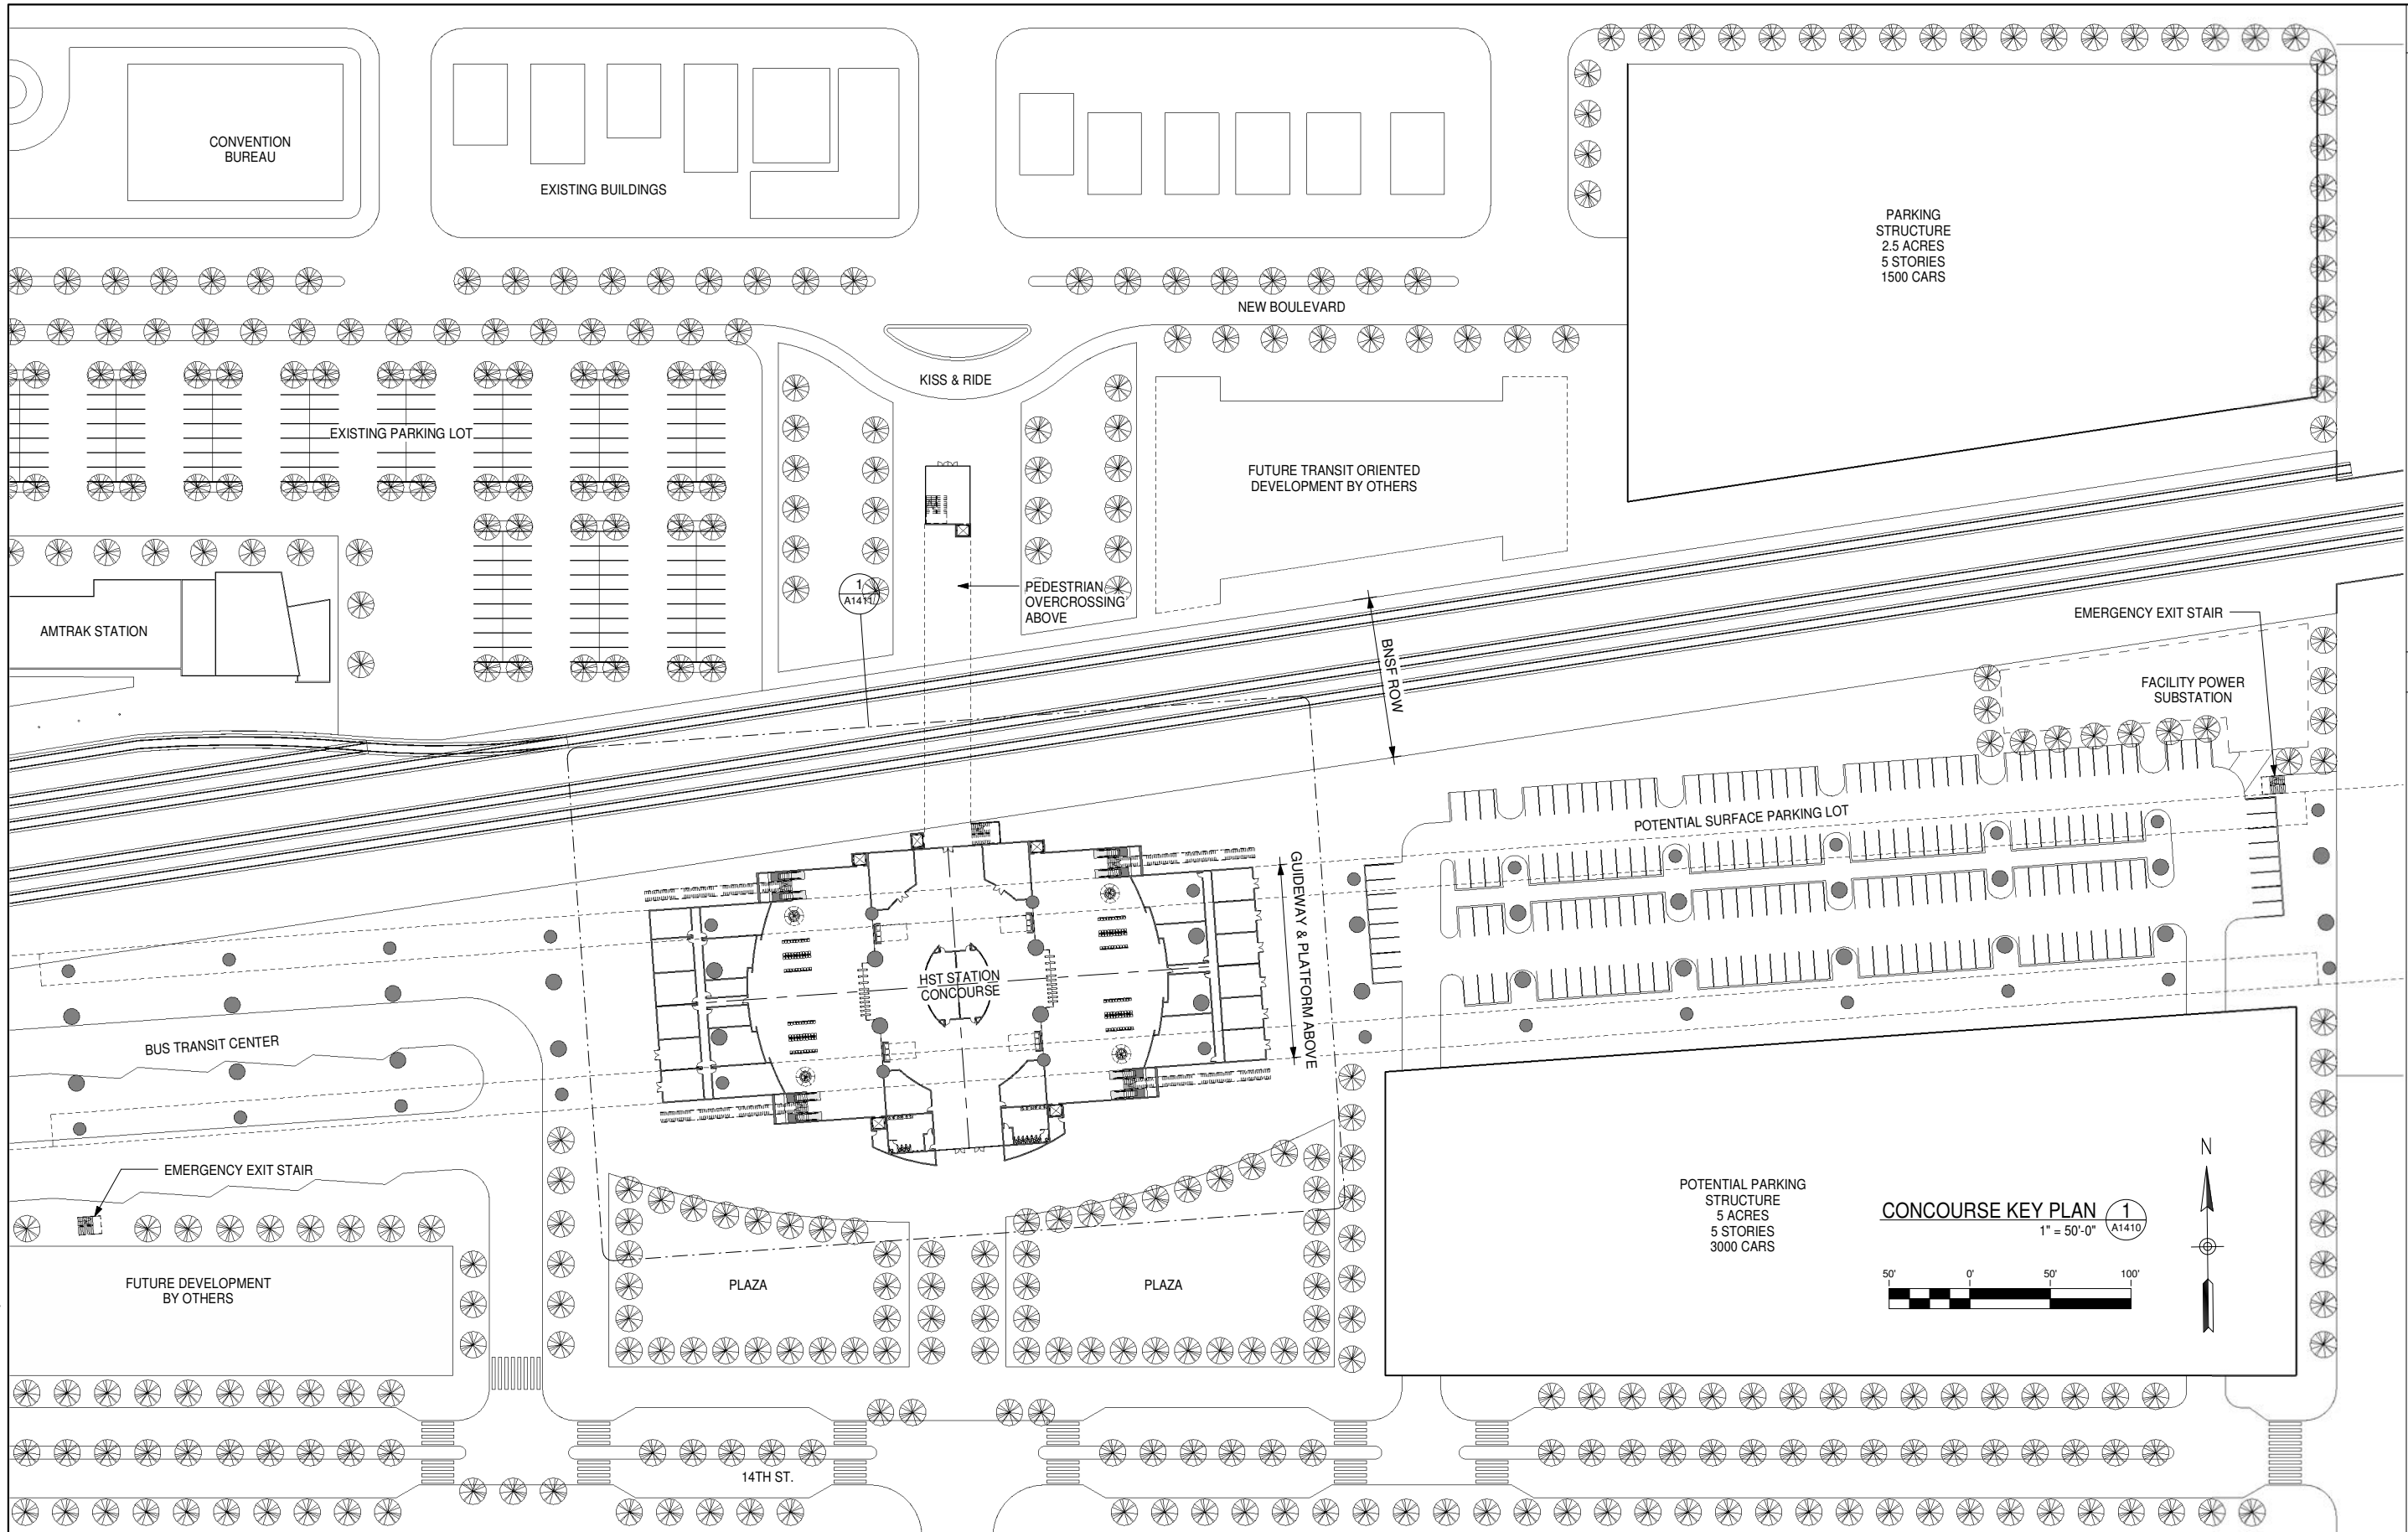 CONVENTION
BUREAU
EXISTING BUILDINGS
PARKING
STRUCTURE
2.5 ACRES
5 STORIES
1500 CARS
NEW BOULEVARD
KISS & RIDE
EXISTING PARKING LOT
FUTURE TRANSIT ORIENTED
DEVELOPMENT BY OTHERS
1
A1411
PEDESTRIAN
OVERCROSSING
ABOVE
AMTRAK STATION
BNSF ROW
EMERGENCY EXIT STAIR
FACILITY POWER
SUBSTATION
POTENTIAL SURFACE PARKING LOT
GUIDEWAY & PLATFORM ABOVE
HST STATION
CONCOURSE
BUS TRANSIT CENTER
EMERGENCY EXIT STAIR
FUTURE DEVELOPMENT
BY OTHERS
PLAZA
PLAZA
POTENTIAL PARKING
STRUCTURE
5 ACRES
5 STORIES
3000 CARS
N
CONCOURSE KEY PLAN
1" = 50'-0"
1
A1410
50' 0' 50' 100'
14TH ST.